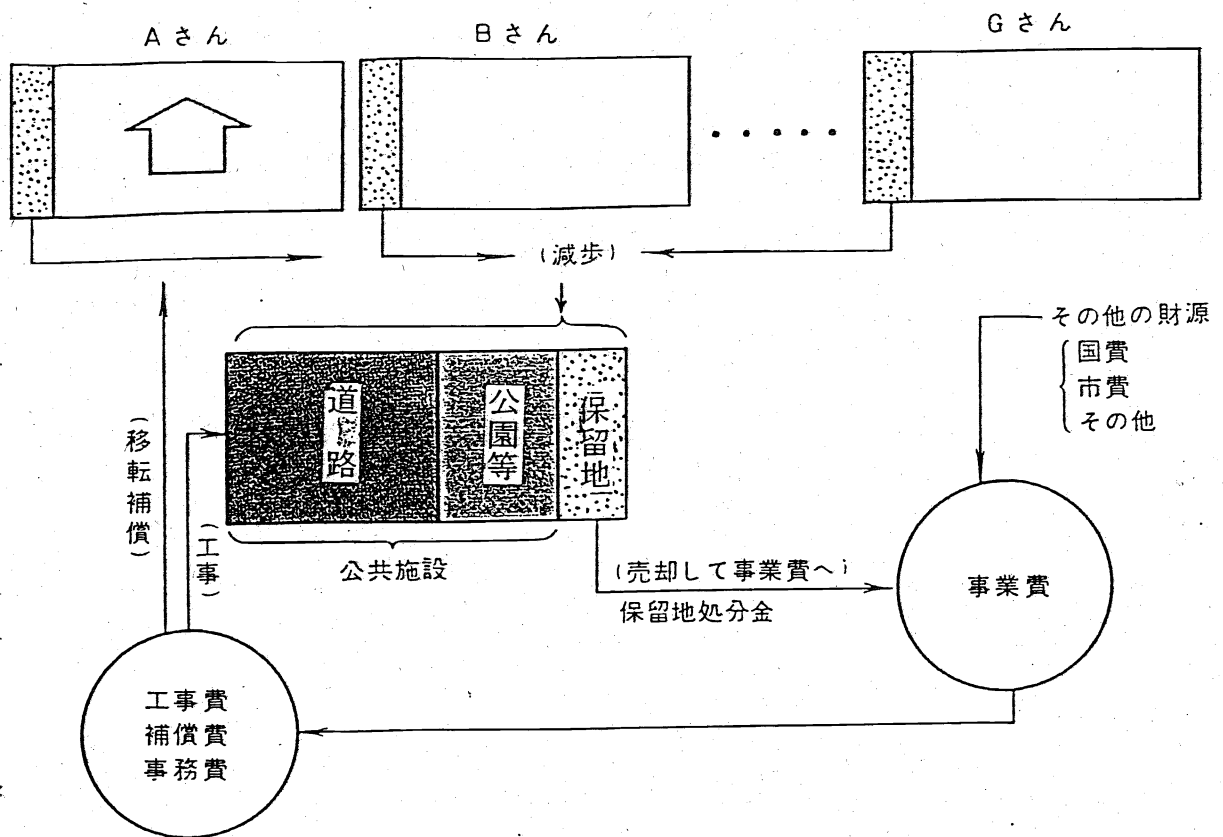 Aさん
Bさん
Gさん
(減歩)
その他の財源
国費
市費
その他
道路
公園等
保留地
(移転補償)
(工事)
公共施設
(売却して事業費へ)
保留地処分金
事業費
工事費
補償費
事務費